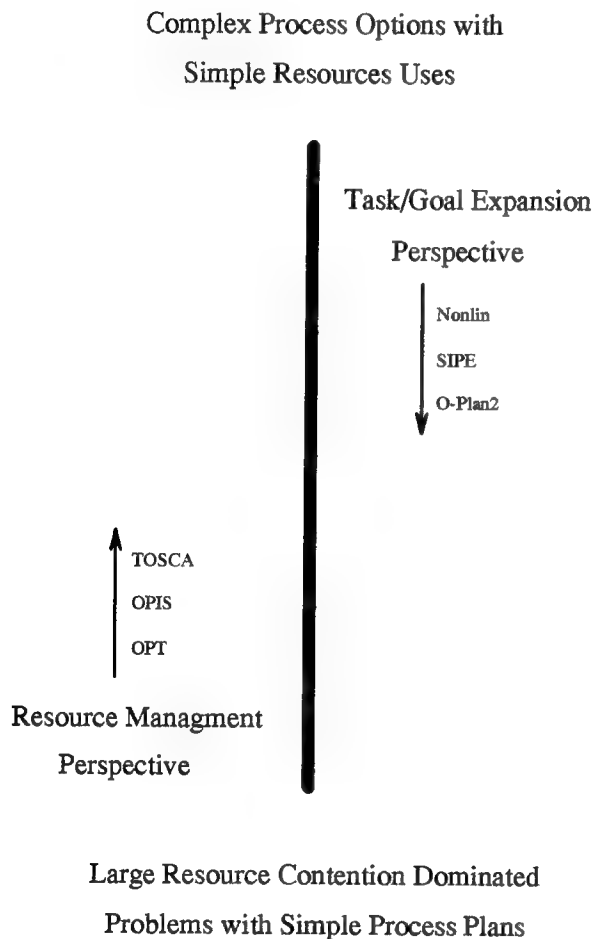 Complex Process Options with
Simple Resources Uses
Task/Goal Expansion
Perspective
Nonlin
SIPE
O-Plan2
TOSCA
OPIS
OPT
Resource Managment
Perspective
Large Resource Contention Dominated
Problems with Simple Process Plans